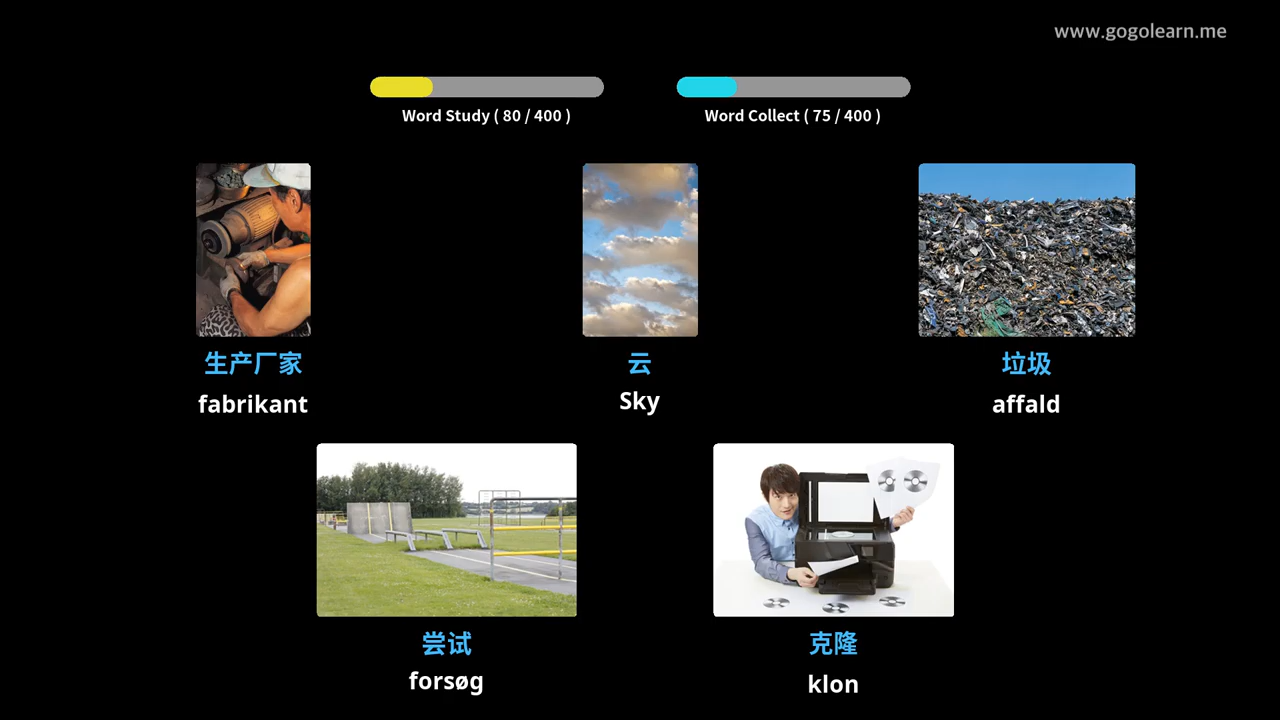 www.gogolearn.me
Word Study ( 80 / 400 )
Word Collect ( 75 / 400 )
生产厂家
fabrikant
云
Sky
垃圾
affald
尝试
forsøg
克隆
klon